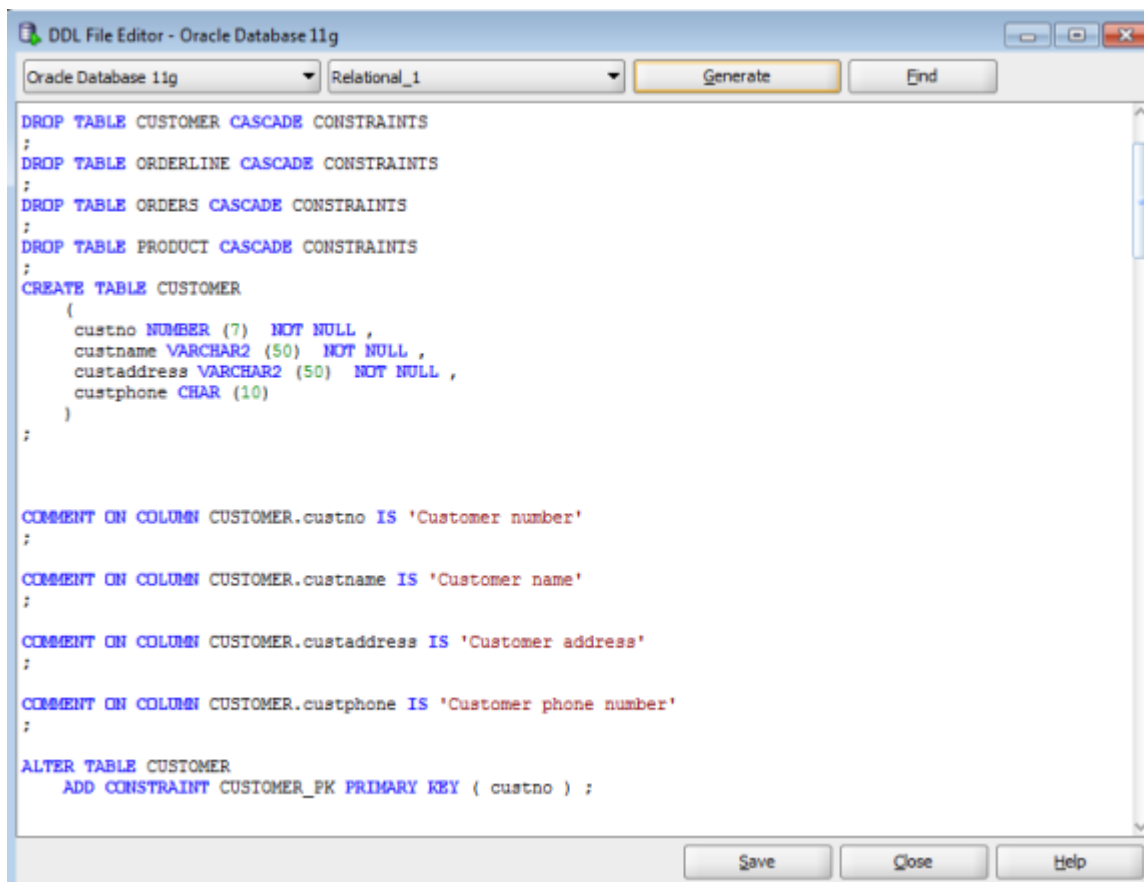 DDL File Editor - Oracle Database 11g
Oracle Database 11g Relational_1 Generate Find
DROP TABLE CUSTOMER CASCADE CONSTRAINTS
;
DROP TABLE ORDERLINE CASCADE CONSTRAINTS
;
DROP TABLE ORDERS CASCADE CONSTRAINTS
;
DROP TABLE PRODUCT CASCADE CONSTRAINTS
;
CREATE TABLE CUSTOMER
(
custno NUMBER (7) NOT NULL ,
custname VARCHAR2 (50) NOT NULL ,
custaddress VARCHAR2 (50) NOT NULL ,
custphone CHAR (10)
)
;
COMMENT ON COLUMN CUSTOMER.custno IS 'Customer number'
;
COMMENT ON COLUMN CUSTOMER.custname IS 'Customer name'
;
COMMENT ON COLUMN CUSTOMER.custaddress IS 'Customer address'
;
COMMENT ON COLUMN CUSTOMER.custphone IS 'Customer phone number'
;
ALTER TABLE CUSTOMER
ADD CONSTRAINT CUSTOMER_PK PRIMARY KEY ( custno ) ;
Save Close Help